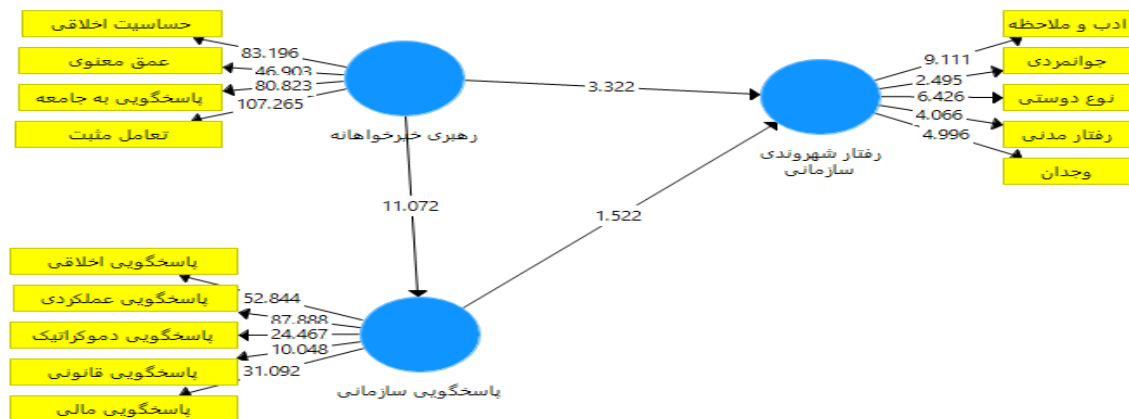 حساسیت اخلاقی
عمق معنوی
پاسخگویی به جامعه
تعامل مثبت
83.196
46.903
80.823
107.265
رهبری خیرخواهانه
3.322
ادب و ملاحظه
جوانمردی
نوع دوستی
رفتار مدنی
وجدان
9.111
2.495
6.426
4.066
4.996
رفتار شهروندی
سازمانی
11.072
1.522
پاسخگویی اخلاقی
پاسخگویی عملکردی
پاسخگویی دموکراتیک
پاسخگویی قانونی
پاسخگویی مالی
52.844
87.888
24.467
10.048
31.092
پاسخگویی سازمانی